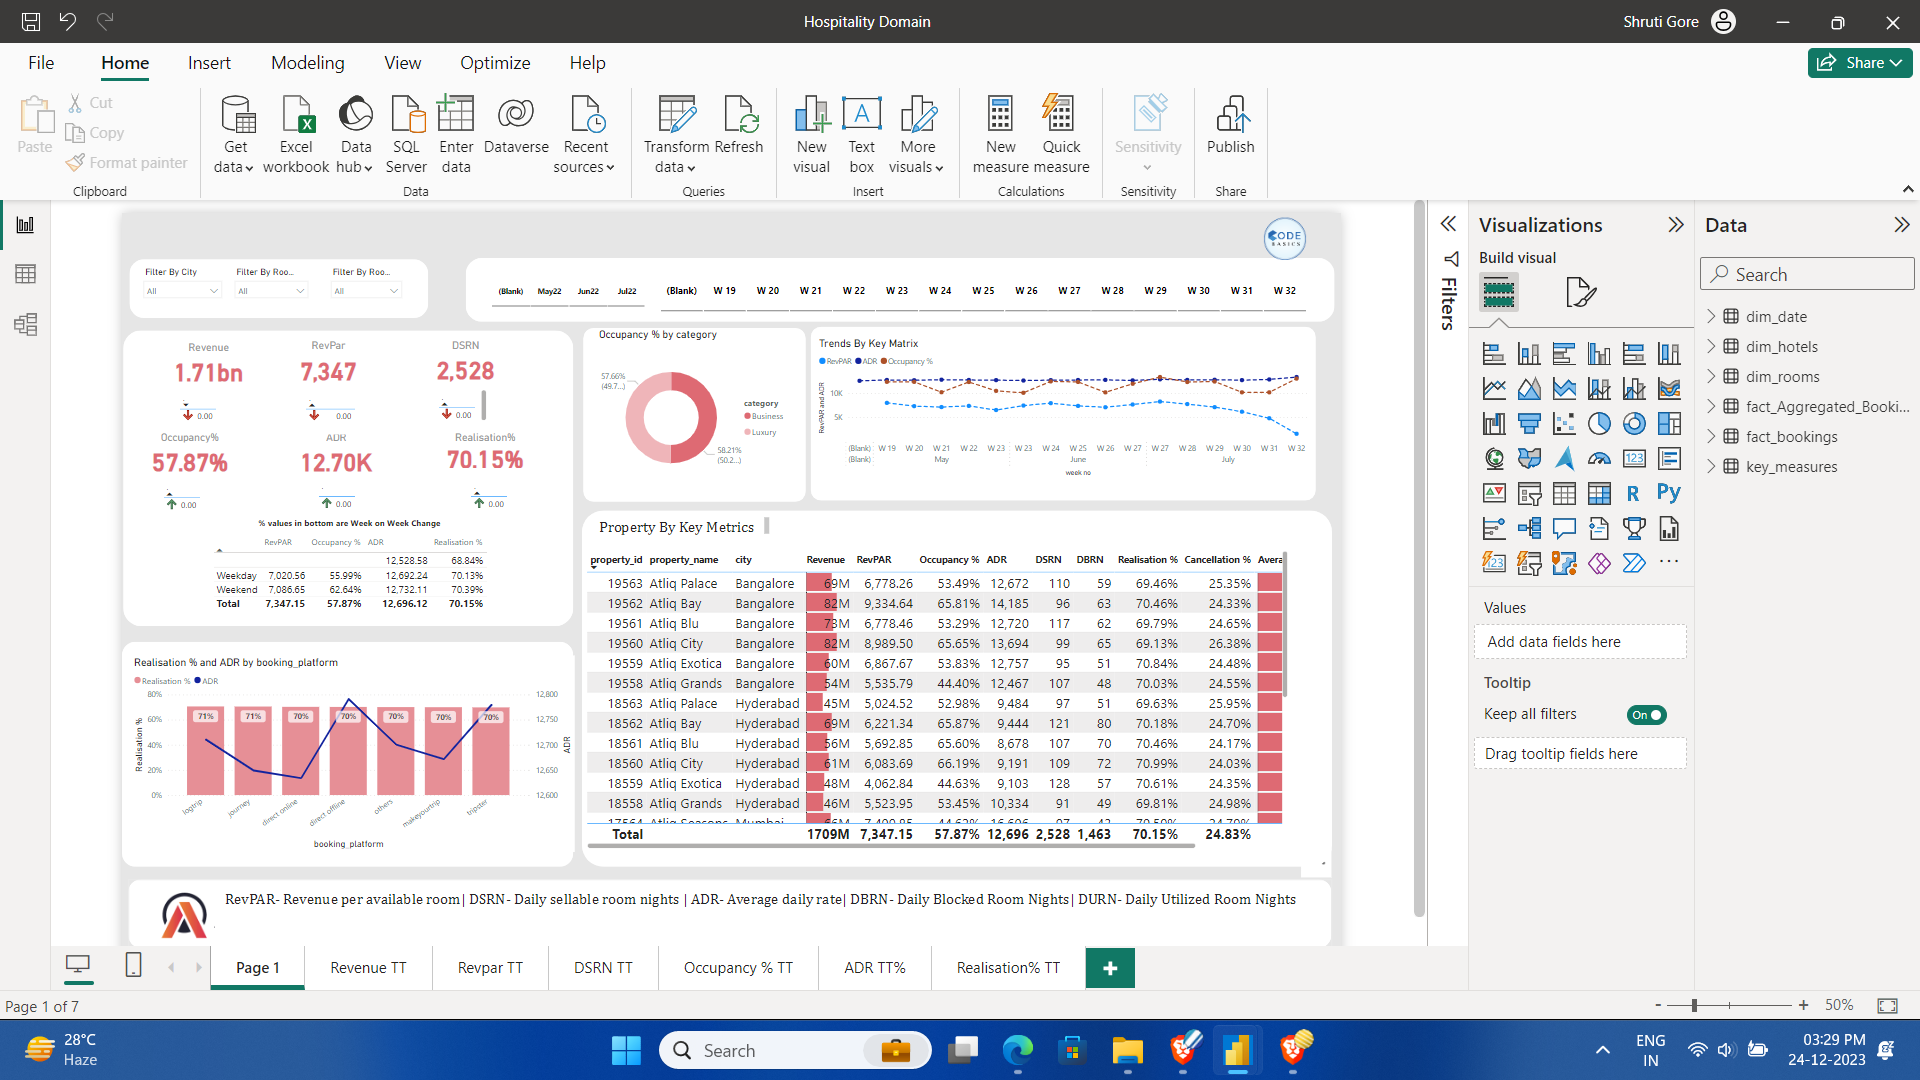 Hospitality Domain
Shruti Gore
File
Home
Insert
Modeling
View
Optimize
Help
Share
Paste
Cut
Copy
Format painter
Get data
Excel workbook
Data hub
SQL Server
Enter data
Dataverse
Recent sources
Transform data
Refresh
New visual
Text box
More visuals
New measure
Quick measure
Sensitivity
Publish
Clipboard
Data
Queries
Insert
Calculations
Sensitivity
Share
CODE BASICS
Filter By City
Filter By Roo...
Filter By Roo...
All
All
All
(Blank) May22 Jun22 Jul22
(Blank) W 19 W 20 W 21 W 22 W 23 W 24 W 25 W 26 W 27 W 28 W 29 W 30 W 31 W 32
Revenue
1.71bn
0.00
RevPar
7,347
0.00
DSRN
2,528
0.00
Occupancy%
57.87%
0.00
ADR
12.70K
0.00
Realisation%
70.15%
0.00
% values in bottom are Week on Week Change
RevPAR Occupancy % ADR Realisation %
12,528.58 68.84%
Weekday 7,020.56 55.99% 12,692.24 70.13%
Weekend 7,086.65 62.64% 12,732.11 70.39%
Total 7,347.15 57.87% 12,696.12 70.15%
Occupancy % by category
57.66%
(49.7...)
58.21%
(50.2...)
category
Business
Luxury
Trends By Key Matrix
RevPAR ADR Occupancy %
RevPAR and ADR
10K
5K
(Blank) W 19 W 20 W 21 W 22 W 23 W 23 W 24 W 25 W 26 W 27 W 27 W 28 W 29 W 30 W 31 W 32
(Blank) May June July
week no
Property By Key Metrics
property_id property_name city Revenue RevPAR Occupancy % ADR DSRN DBRN Realisation % Cancellation % Avera
19563 Atliq Palace Bangalore 69M 6,778.26 53.49% 12,672 110 59 69.46% 25.35%
19562 Atliq Bay Bangalore 82M 9,334.64 65.81% 14,185 96 63 70.46% 24.33%
19561 Atliq Blu Bangalore 73M 6,778.46 53.29% 12,720 117 62 69.79% 24.65%
19560 Atliq City Bangalore 82M 8,989.50 65.65% 13,694 99 65 69.13% 26.38%
19559 Atliq Exotica Bangalore 60M 6,867.67 53.83% 12,757 95 51 70.84% 24.48%
19558 Atliq Grands Bangalore 54M 5,535.79 44.40% 12,467 107 48 70.03% 24.55%
18563 Atliq Palace Hyderabad 45M 5,024.52 52.98% 9,484 97 51 69.63% 25.95%
18562 Atliq Bay Hyderabad 69M 6,221.34 65.87% 9,444 121 80 70.18% 24.70%
18561 Atliq Blu Hyderabad 56M 5,692.85 65.60% 8,678 107 70 70.46% 24.17%
18560 Atliq City Hyderabad 61M 6,083.69 66.19% 9,191 109 72 70.99% 24.03%
18559 Atliq Exotica Hyderabad 48M 4,062.84 44.63% 9,103 128 57 70.61% 24.35%
18558 Atliq Grands Hyderabad 46M 5,523.95 53.45% 10,334 91 49 69.81% 24.98%
Total 1709M 7,347.15 57.87% 12,696 2,528 1,463 70.15% 24.83%
Realisation % and ADR by booking_platform
Realisation % ADR
Realisation %
80%
60%
40%
20%
0%
71% 71% 70% 70% 70% 70% 70%
12,800
12,750
12,700
12,650
12,600
ADR
logtrip journey direct online direct offline others makeyourtrip tripster
booking_platform
RevPAR- Revenue per available room| DSRN- Daily sellable room nights | ADR- Average daily rate| DBRN- Daily Blocked Room Nights| DURN- Daily Utilized Room Nights
Filters
Visualizations
Build visual
123
R
Py
123
Values
Add data fields here
Tooltip
Keep all filters
On
Drag tooltip fields here
Data
Search
dim_date
dim_hotels
dim_rooms
fact_Aggregated_Booki...
fact_bookings
key_measures
Page 1
Revenue TT
Revpar TT
DSRN TT
Occupancy % TT
ADR TT%
Realisation% TT
Page 1 of 7
50%
28°C
Haze
Search
ENG
IN
03:29 PM
24-12-2023